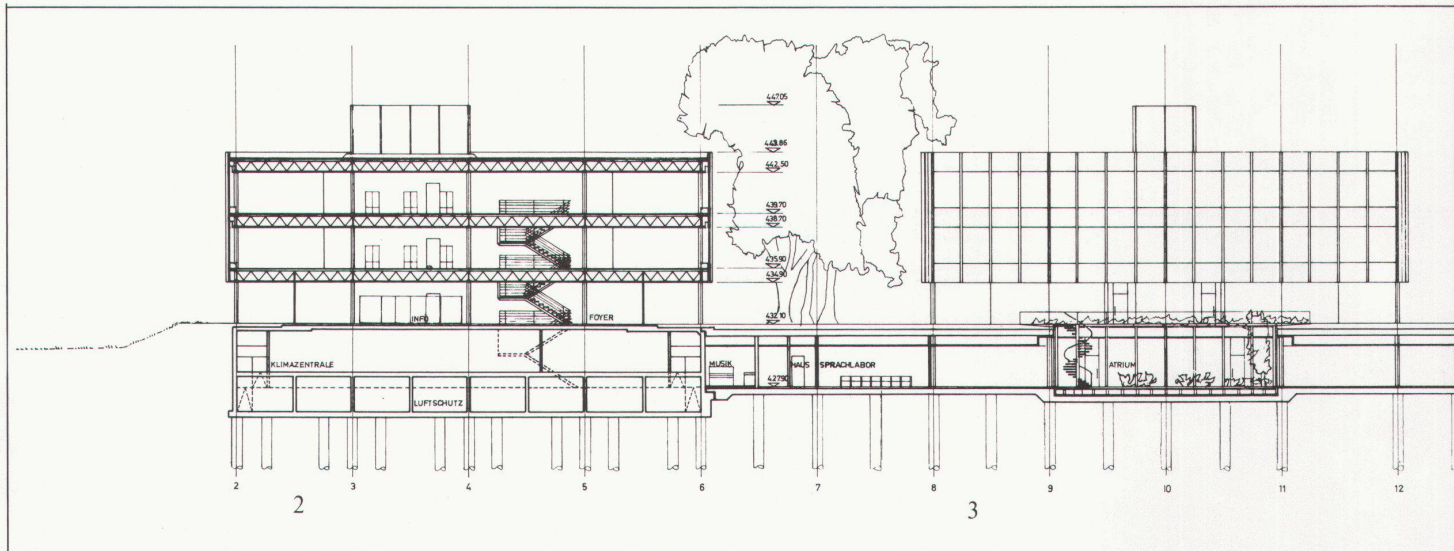 447.05
443.86
442.50
439.70
438.70
435.90
434.90
432.10
INFO
FOYER
KLIMAZENTRALE
MUSIK
HAUS
SPRACHLABOR
ATRIUM
427.90
LUFTSCHUTZ
2 3 4 5 6 7 8 9 10 11 12
2 3